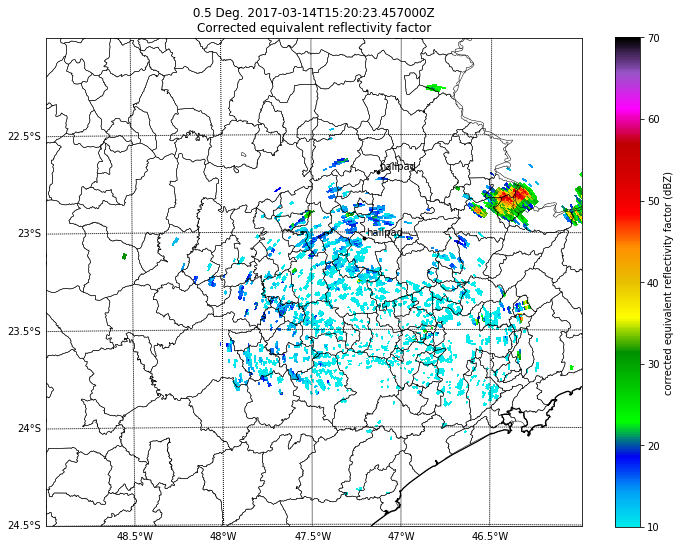 0.5 Deg. 2017-03-14T15:20:23.457000Z
Corrected equivalent reflectivity factor
22.5°S
23°S
23.5°S
24°S
24.5°S
48.5°W
48°W
47.5°W
47°W
46.5°W
hailpad
hailpad
70
60
50
40
30
20
10
corrected equivalent reflectivity factor (dBZ)